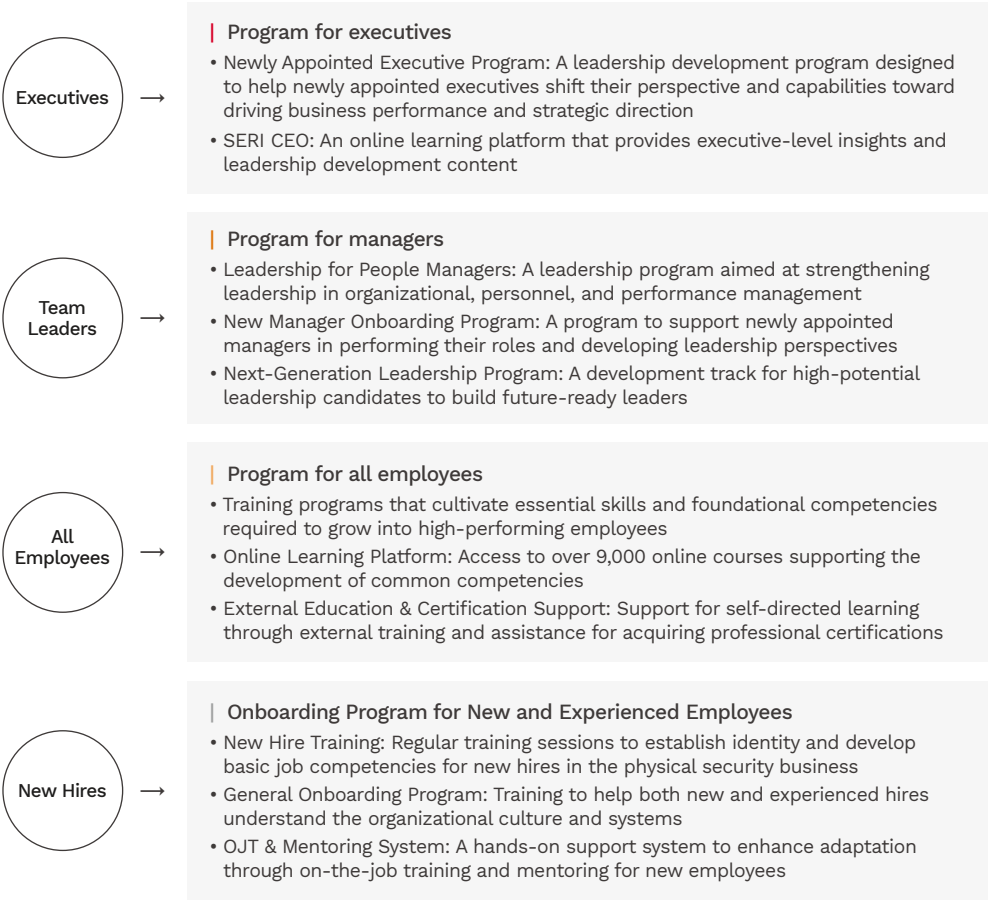 Executives
Program for executives
• Newly Appointed Executive Program: A leadership development program designed
to help newly appointed executives shift their perspective and capabilities toward
driving business performance and strategic direction
• SERI CEO: An online learning platform that provides executive-level insights and
leadership development content
Team
Leaders
Program for managers
• Leadership for People Managers: A leadership program aimed at strengthening
leadership in organizational, personnel, and performance management
• New Manager Onboarding Program: A program to support newly appointed
managers in performing their roles and developing leadership perspectives
• Next-Generation Leadership Program: A development track for high-potential
leadership candidates to build future-ready leaders
All
Employees
Program for all employees
• Training programs that cultivate essential skills and foundational competencies
required to grow into high-performing employees
• Online Learning Platform: Access to over 9,000 online courses supporting the
development of common competencies
• External Education & Certification Support: Support for self-directed learning
through external training and assistance for acquiring professional certifications
New Hires
Onboarding Program for New and Experienced Employees
• New Hire Training: Regular training sessions to establish identity and develop
basic job competencies for new hires in the physical security business
• General Onboarding Program: Training to help both new and experienced hires
understand the organizational culture and systems
• OJT & Mentoring System: A hands-on support system to enhance adaptation
through on-the-job training and mentoring for new employees